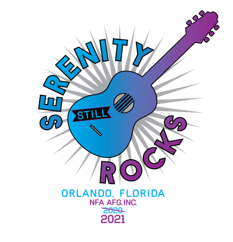 SERENITY
STILL
ROCKS
ORLANDO, FLORIDA
NFA AFG, INC.
2020
2021